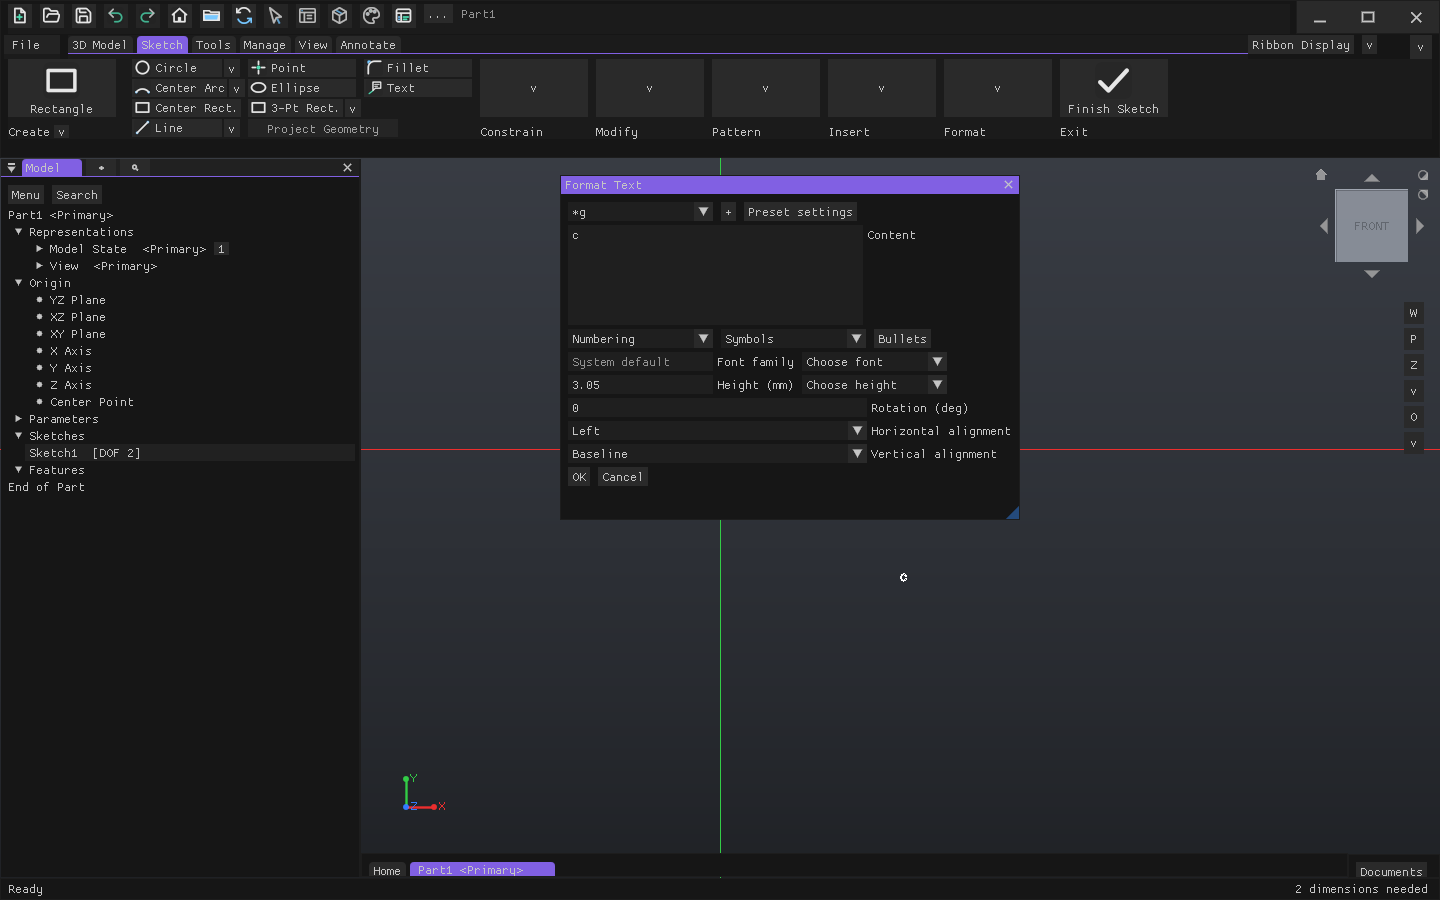 ... Part1
File 3D Model Sketch Tools Manage View Annotate Ribbon Display v v
Circle v Point Fillet
Center Arc v Ellipse Text
Rectangle Center Rect. 3-Pt Rect. v v v v v v Finish Sketch
Create v Line v Project Geometry Constrain Modify Pattern Insert Format Exit
Model
Menu Search
Part1 <Primary>
Representations
Model State <Primary> 1
View <Primary>
Origin
YZ Plane
XZ Plane
XY Plane
X Axis
Y Axis
Z Axis
Center Point
Parameters
Sketches
Sketch1 [DOF 2]
Features
End of Part
Format Text
*g + Preset settings
c Content
Numbering Symbols Bullets
System default Font family Choose font
3.05 Height (mm) Choose height
0 Rotation (deg)
Left Horizontal alignment
Baseline Vertical alignment
OK Cancel
FRONT
W
P
Z
v
O
v
c
Y
Z X
Home Part1 <Primary> Documents
Ready 2 dimensions needed